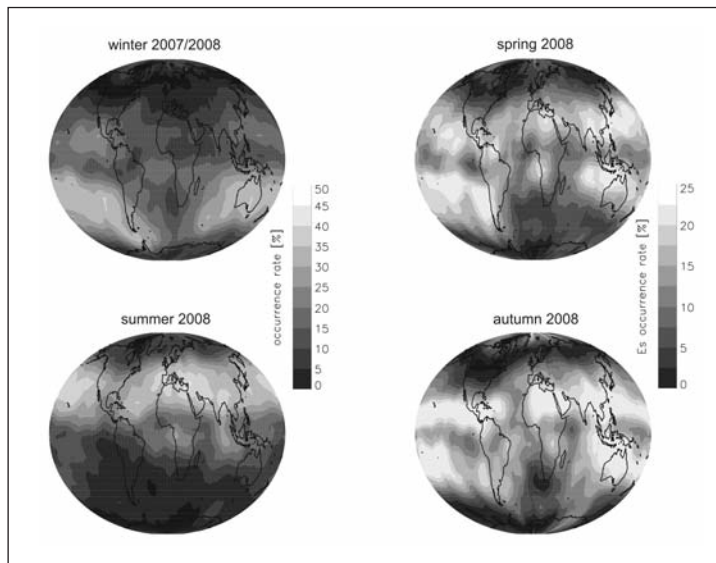 winter 2007/2008
spring 2008
50
45
40
35
30
25
20
15
10
5
0
occurrence rate [%]
25
20
15
10
5
0
Es occurrence rate [%]
summer 2008
autumn 2008